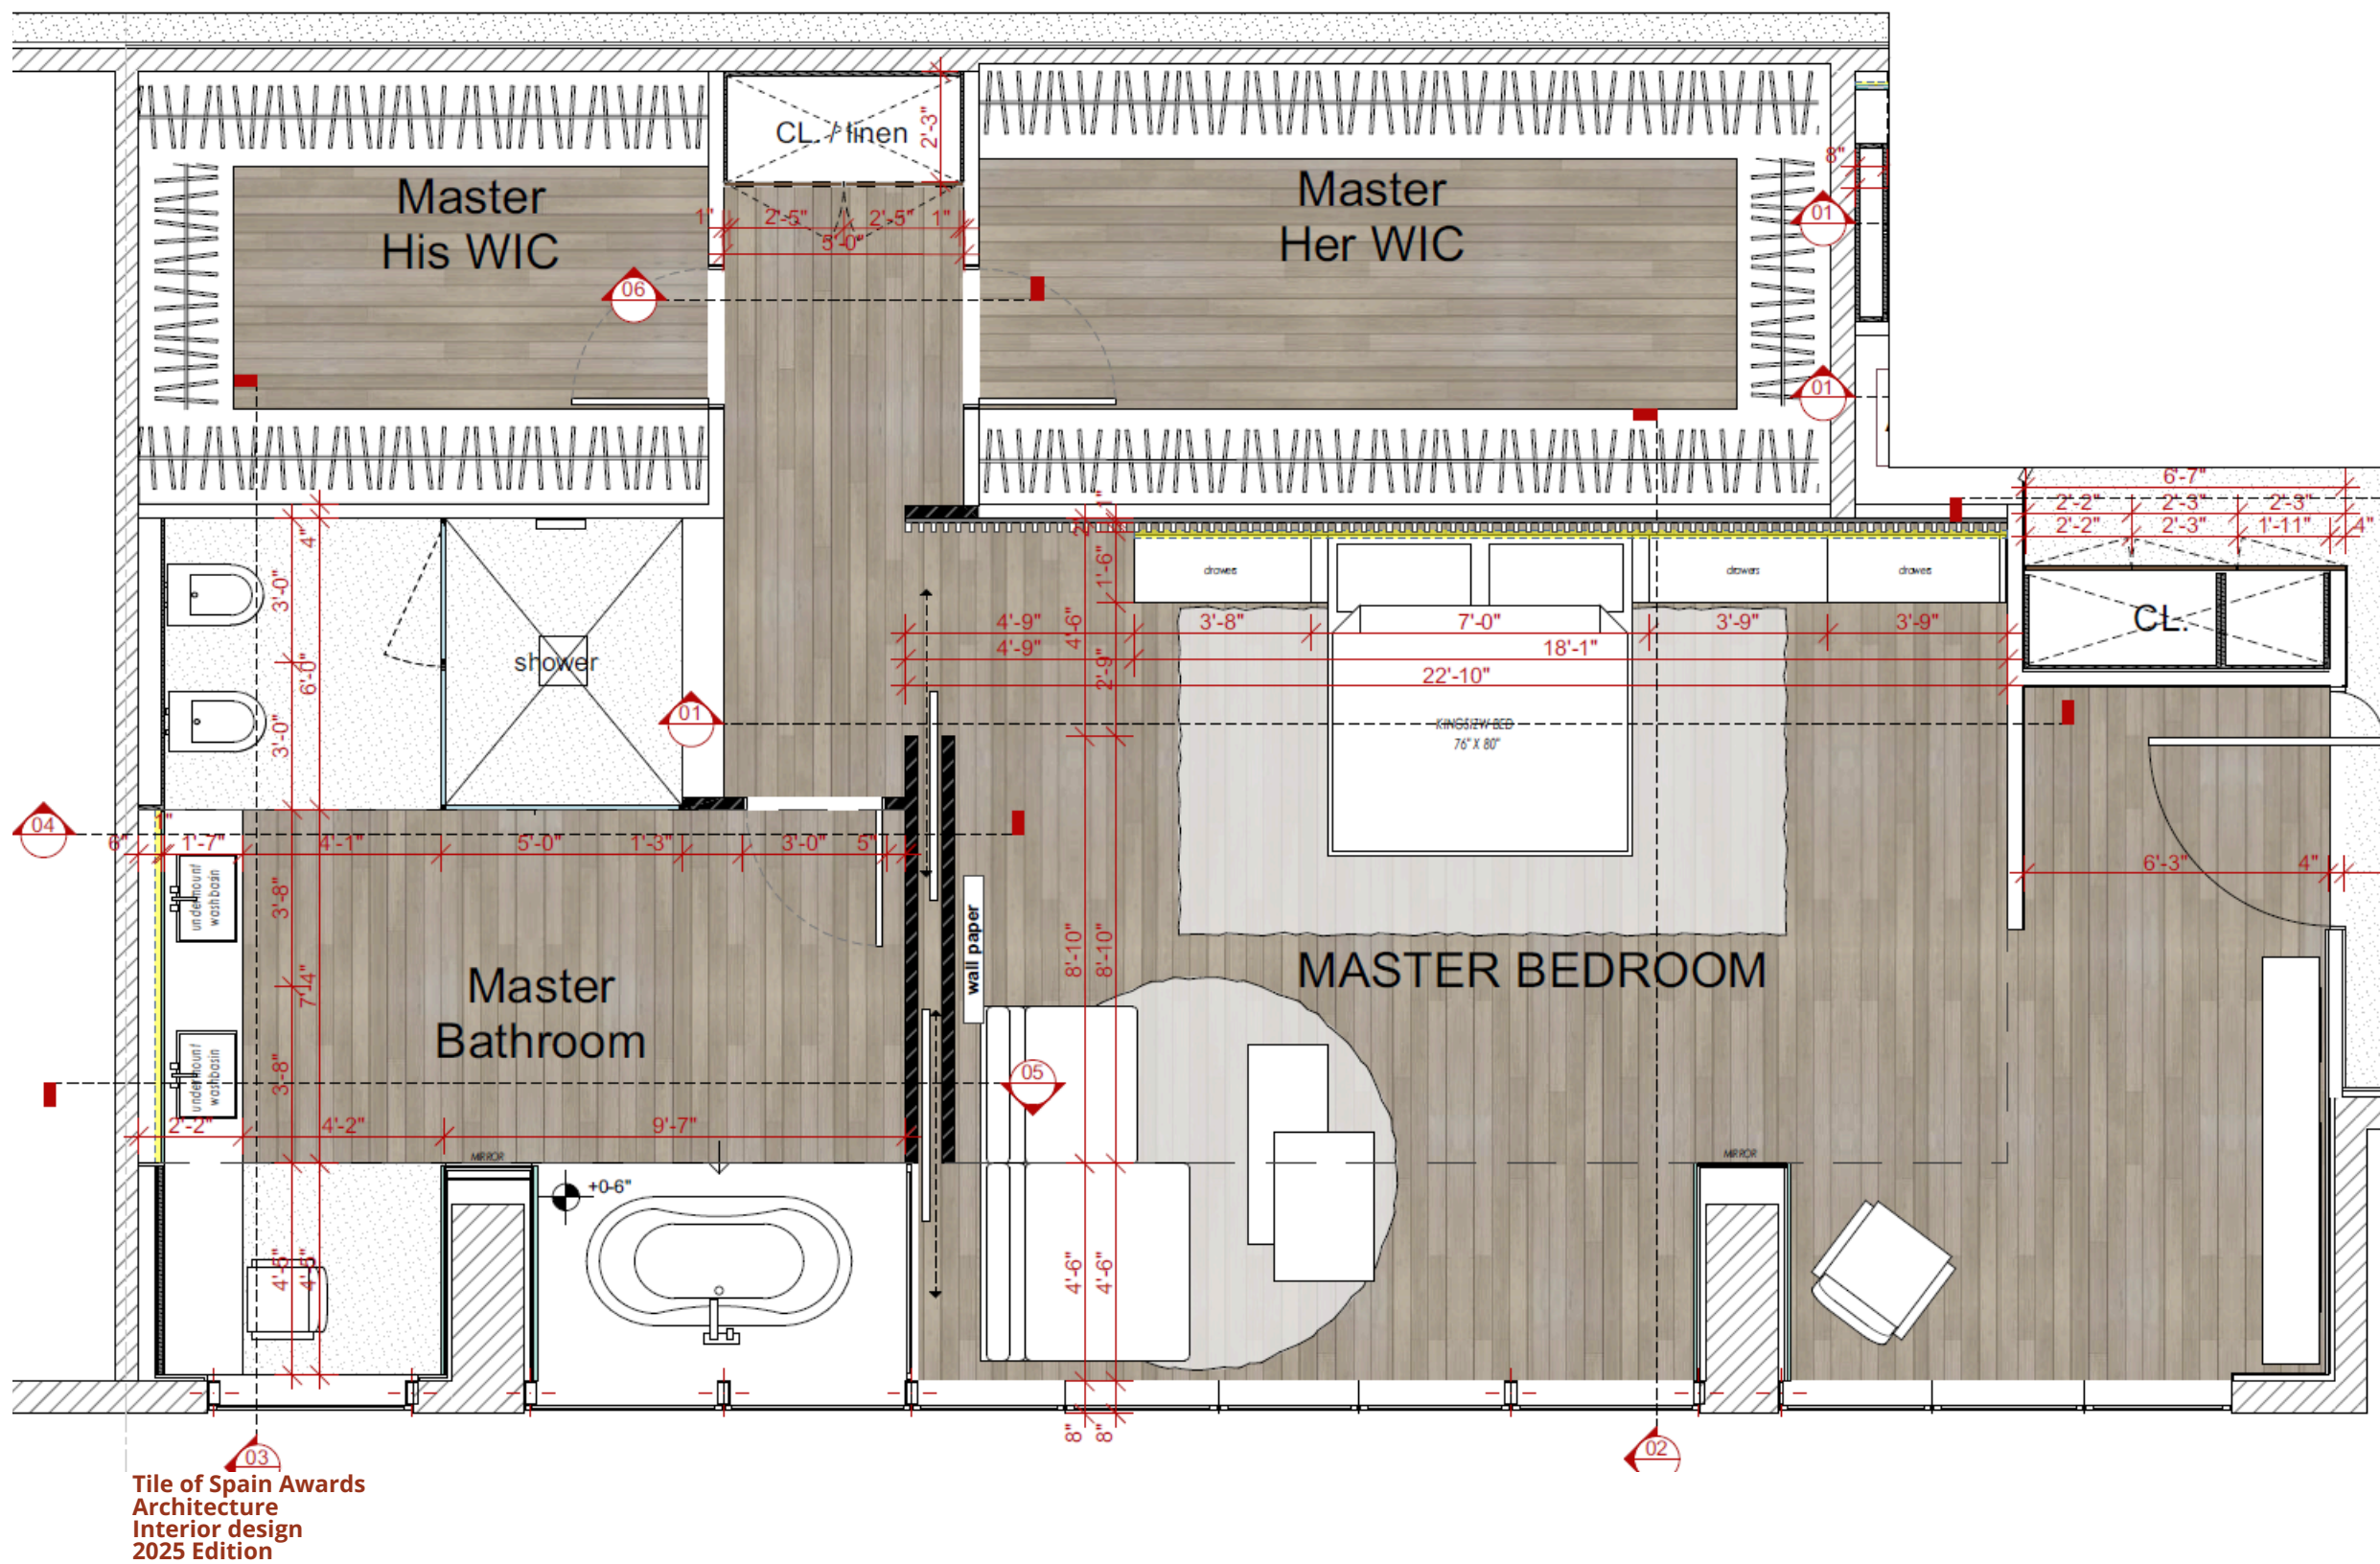 CL. / linen
2'-3"
Master
His WIC
Master
Her WIC
8"
01
1'
2'-5"
2'-5"
1"
5'-0"
06
01
6'-7"
2'-2"
2'-3"
2'-3"
2'-2"
2'-3"
1'-11"
4"
4"
1"
2"
1'-6"
drawers
drawers
drawers
3'-0"
6'-0"
3'-0"
shower
4'-9"
3'-8"
7'-0"
3'-9"
3'-9"
4'-6"
4'-9"
18'-1"
2'-9"
22'-10"
CL.
01
KINGSIZW BED
76" X 80"
04
6"
1"
1'-7"
4'-1"
5'-0"
1'-3"
3'-0"
5"
6'-3"
4"
undermount
washbasin
3'-8"
7'-4"
wall paper
8'-10"
8'-10"
MASTER BEDROOM
Master
Bathroom
undermount
washbasin
3'-8"
05
2'-2"
4'-2"
9'-7"
MIRROR
MIRROR
+0-6"
4'-6"
4'-6"
8"
8"
03
02
Tile of Spain Awards
Architecture
Interior design
2025 Edition